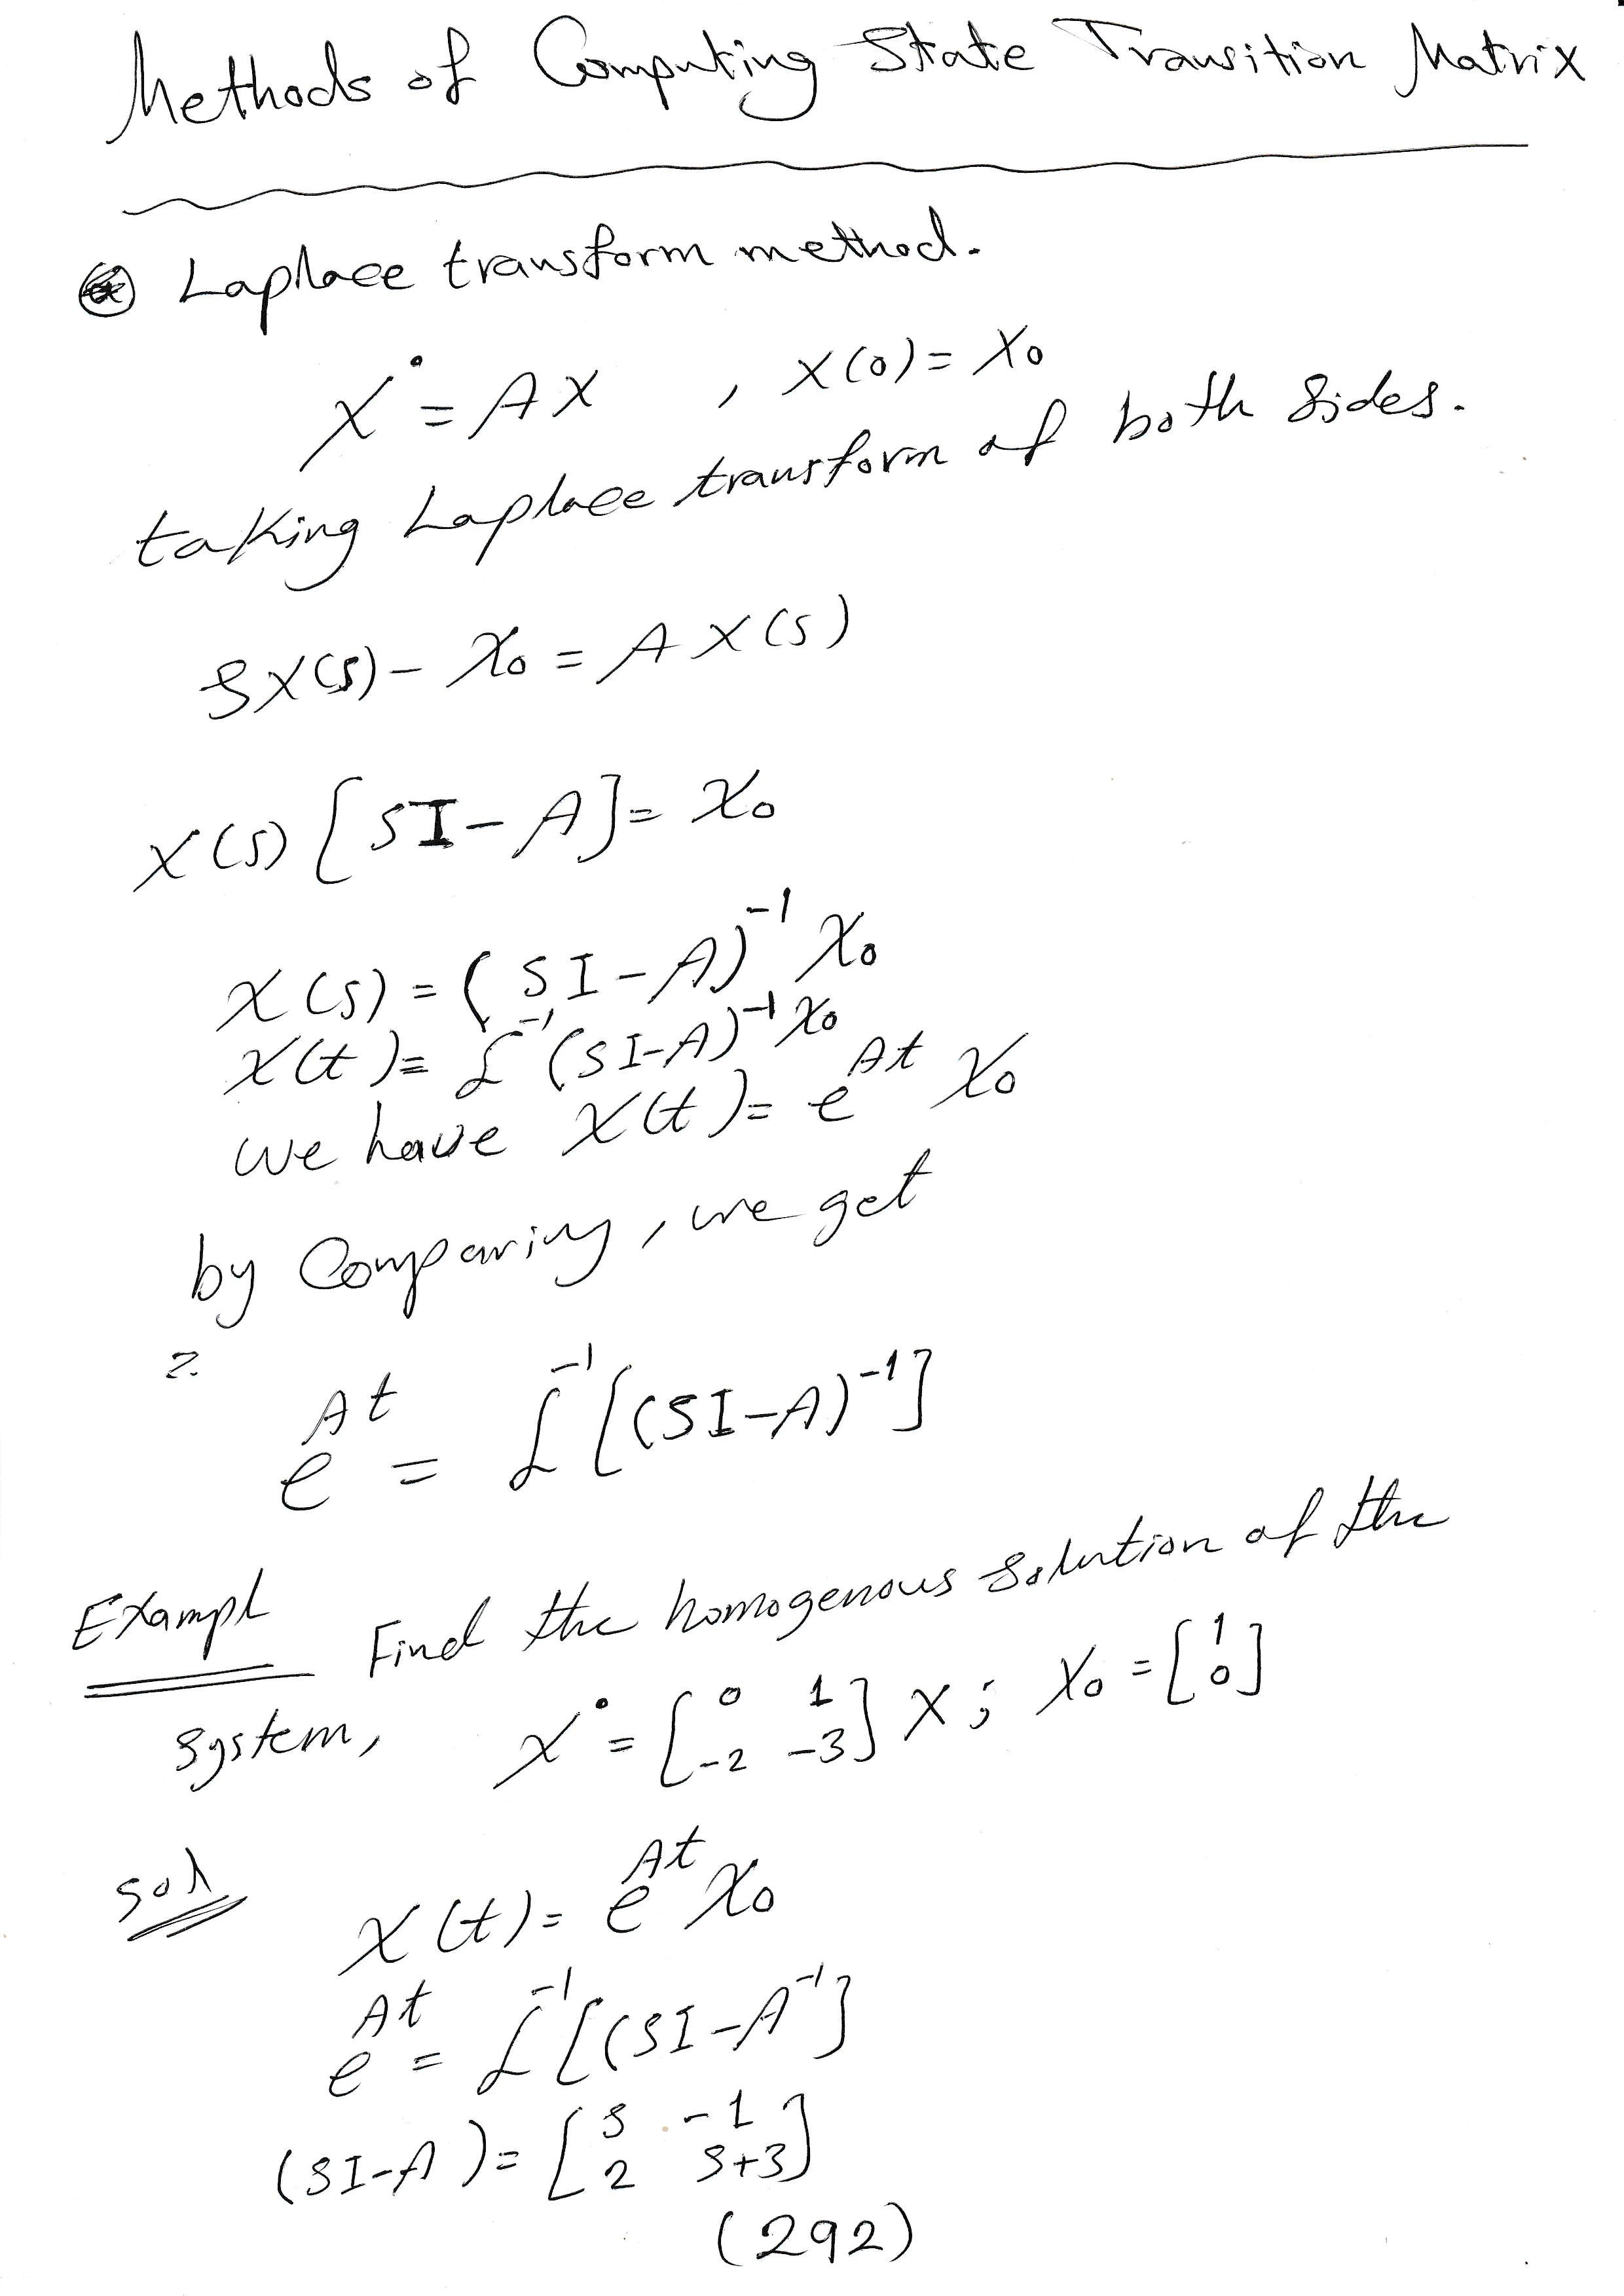 Methods of Computing State Transition Matrix
Laplace transform method.
Ẋ = AX , X(0) = X₀
taking Laplace transform of both sides.
SX(S) - X₀ = A X(S)
X(S) [SI - A] = X₀
X(S) = (SI - A)⁻¹ X₀
X(t) = ℒ⁻¹ (SI-A)⁻¹ X₀
we have X(t) = e^{At} X₀
by Comparing, we get
e^{At} = ℒ⁻¹ [(SI-A)⁻¹]
Exampl Find the homogenous solution of the
system, Ẋ = [0 1; -2 -3] X; X₀ = [1; 0]
sol
X(t) = e^{At} X₀
e^{At} = ℒ⁻¹ [(SI-A⁻¹]
(SI-A) = [S -1; 2 S+3]
(292)